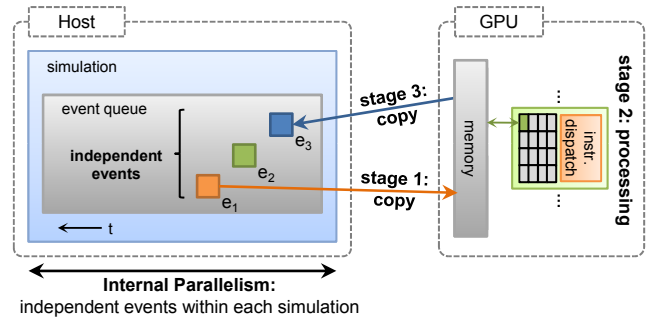 Host
GPU
simulation
event queue
independent
events
e3
e2
e1
t
stage 3:
copy
stage 1:
copy
memory
...
instr.
dispatch
...
stage 2: processing
Internal Parallelism:
independent events within each simulation